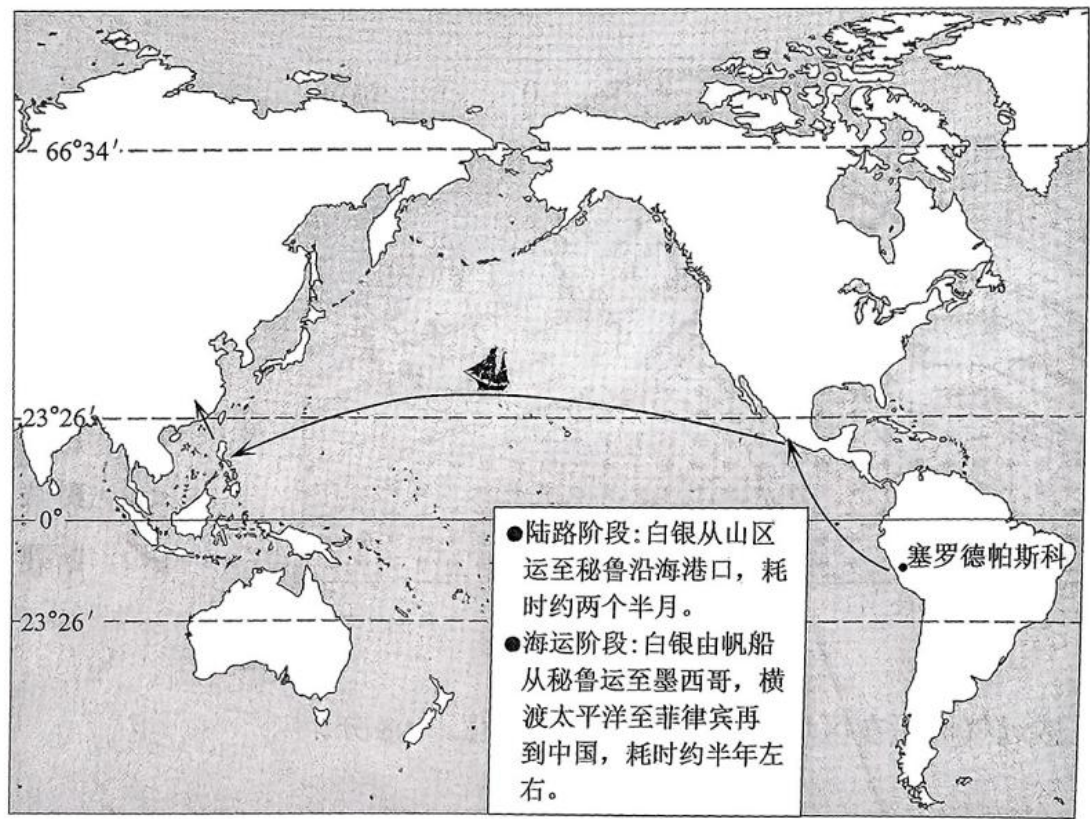 66°34′
23°26′
0°
23°26′
塞罗德帕斯科
●陆路阶段:白银从山区
运至秘鲁沿海港口，耗
时约两个半月。
●海运阶段:白银由帆船
从秘鲁运至墨西哥，横
渡太平洋至菲律宾再
到中国，耗时约半年左
右。